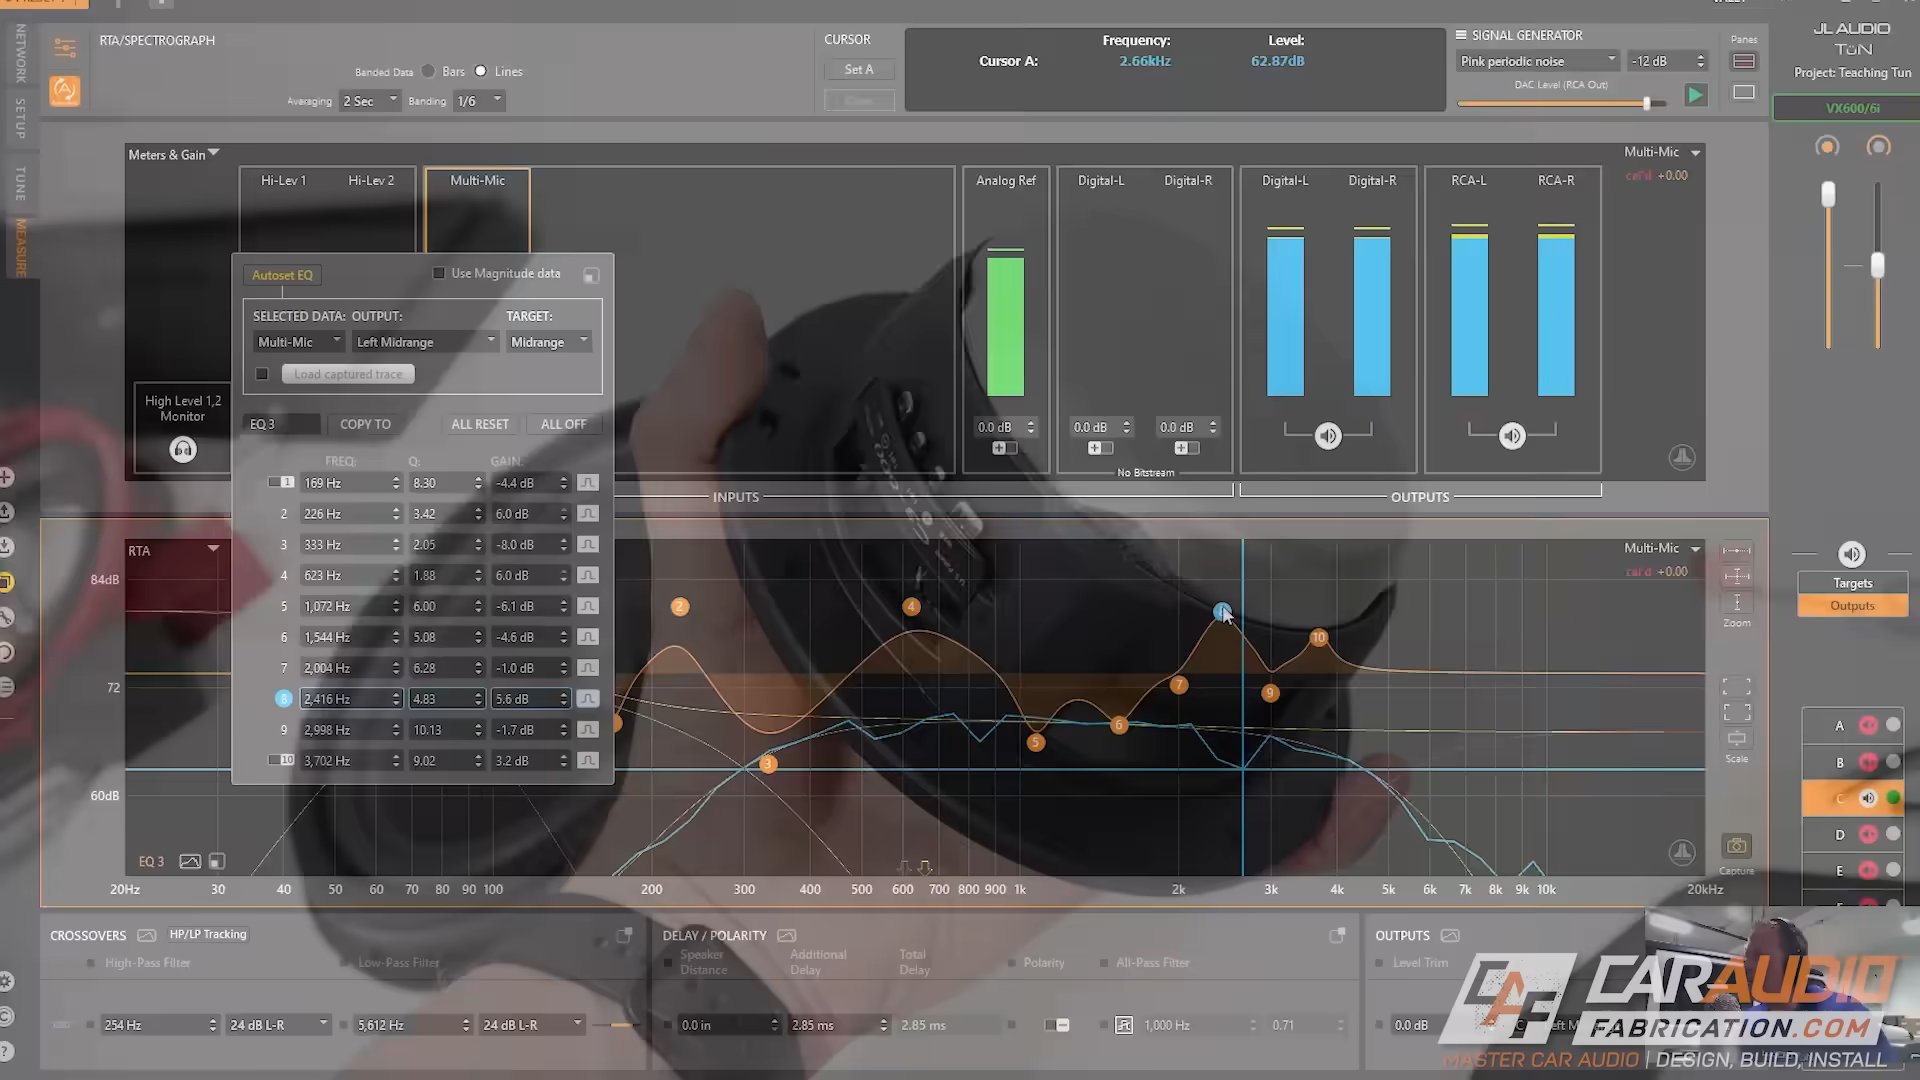 NETWORK
SETUP
TUNE
MEASURE
RTA/SPECTROGRAPH
Banded Data Bars Lines
Averaging 2 Sec Banding 1/6
CURSOR
Set A
Cursor A:
Frequency: Level:
2.66kHz 62.87dB
SIGNAL GENERATOR
Pink periodic noise -12 dB
DAC Level (RCA Out)
Panes
JL AUDIO
TüN
Project: Teaching Tun
VX600/6i
Meters & Gain
Hi-Lev 1 Hi-Lev 2
Multi-Mic
Analog Ref
Digital-L Digital-R
Digital-L Digital-R
RCA-L RCA-R
Multi-Mic
+0.00
High Level 1,2
Monitor
0.0 dB
0.0 dB 0.0 dB
No Bitstream
INPUTS
OUTPUTS
Autoset EQ
Use Magnitude data
SELECTED DATA: OUTPUT: TARGET:
Multi-Mic Left Midrange Midrange
Load captured trace
EQ 3 COPY TO ALL RESET ALL OFF
FREQ: Q: GAIN:
1 169 Hz 8.30 -4.4 dB
2 226 Hz 3.42 6.0 dB
3 333 Hz 2.05 -8.0 dB
4 623 Hz 1.88 6.0 dB
5 1,072 Hz 6.00 -6.1 dB
6 1,544 Hz 5.08 -4.6 dB
7 2,004 Hz 6.28 -1.0 dB
8 2,416 Hz 4.83 5.6 dB
9 2,998 Hz 10.13 -1.7 dB
10 3,702 Hz 9.02 3.2 dB
RTA
84dB
72
60dB
2
4
3
5
6
7
9
10
Multi-Mic
+0.00
EQ 3
20Hz 30 40 50 60 70 80 90 100 200 300 400 500 600 700 800 900 1k 2k 3k 4k 5k 6k 7k 8k 9k 10k 20kHz
Zoom
Scale
Capture
Targets
Outputs
A
B
C
D
E
CROSSOVERS HP/LP Tracking
High-Pass Filter Low-Pass Filter
254 Hz 24 dB L-R 5,612 Hz 24 dB L-R
DELAY / POLARITY
Speaker Distance Additional Delay Total Delay Polarity All-Pass Filter
0.0 in 2.85 ms 2.85 ms 1,000 Hz 0.71
OUTPUTS
Level Trim
0.0 dB
CAF
CARAUDIO
FABRICATION.COM
MASTER CAR AUDIO | DESIGN, BUILD, INSTALL